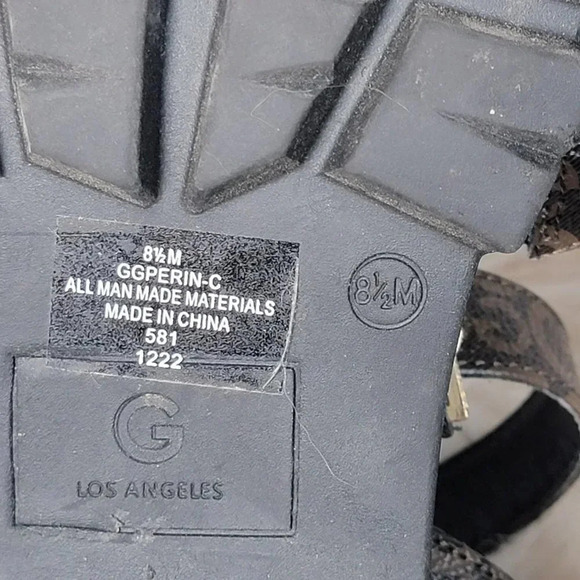 8½M
GGPERIN-C
ALL MAN MADE MATERIALS
MADE IN CHINA
581
1222
8½M
G
LOS ANGELES